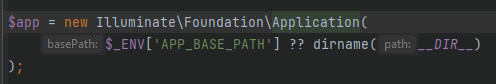 $app = new Illuminate\Foundation\Application(
basePath: $_ENV['APP_BASE_PATH'] ?? dirname( path: __DIR__)
);